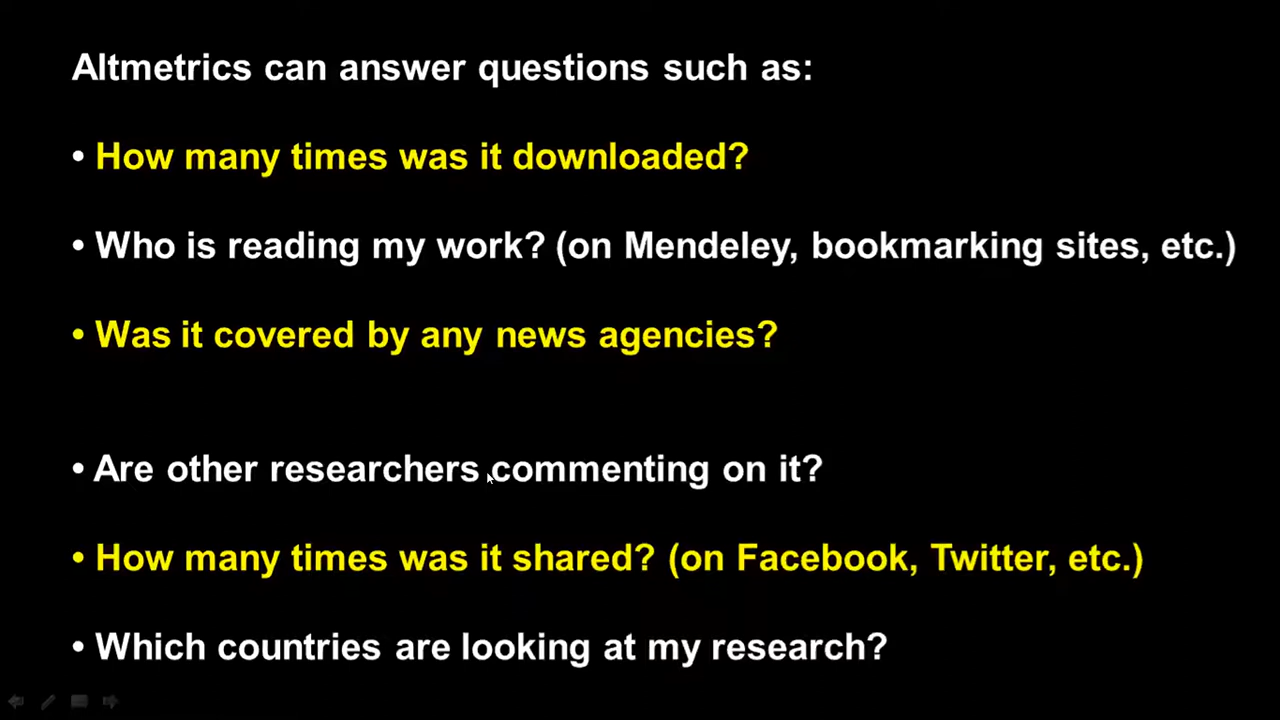 Altmetrics can answer questions such as:
• How many times was it downloaded?
• Who is reading my work? (on Mendeley, bookmarking sites, etc.)
• Was it covered by any news agencies?
• Are other researchers commenting on it?
• How many times was it shared? (on Facebook, Twitter, etc.)
• Which countries are looking at my research?